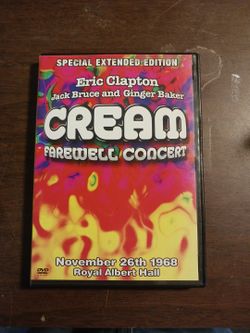 SPECIAL EXTENDED EDITION
Eric Clapton
Jack Bruce and Ginger Baker
CREAM
FAREWELL CONCERT
November 26th 1968
DVD
Royal Albert Hall